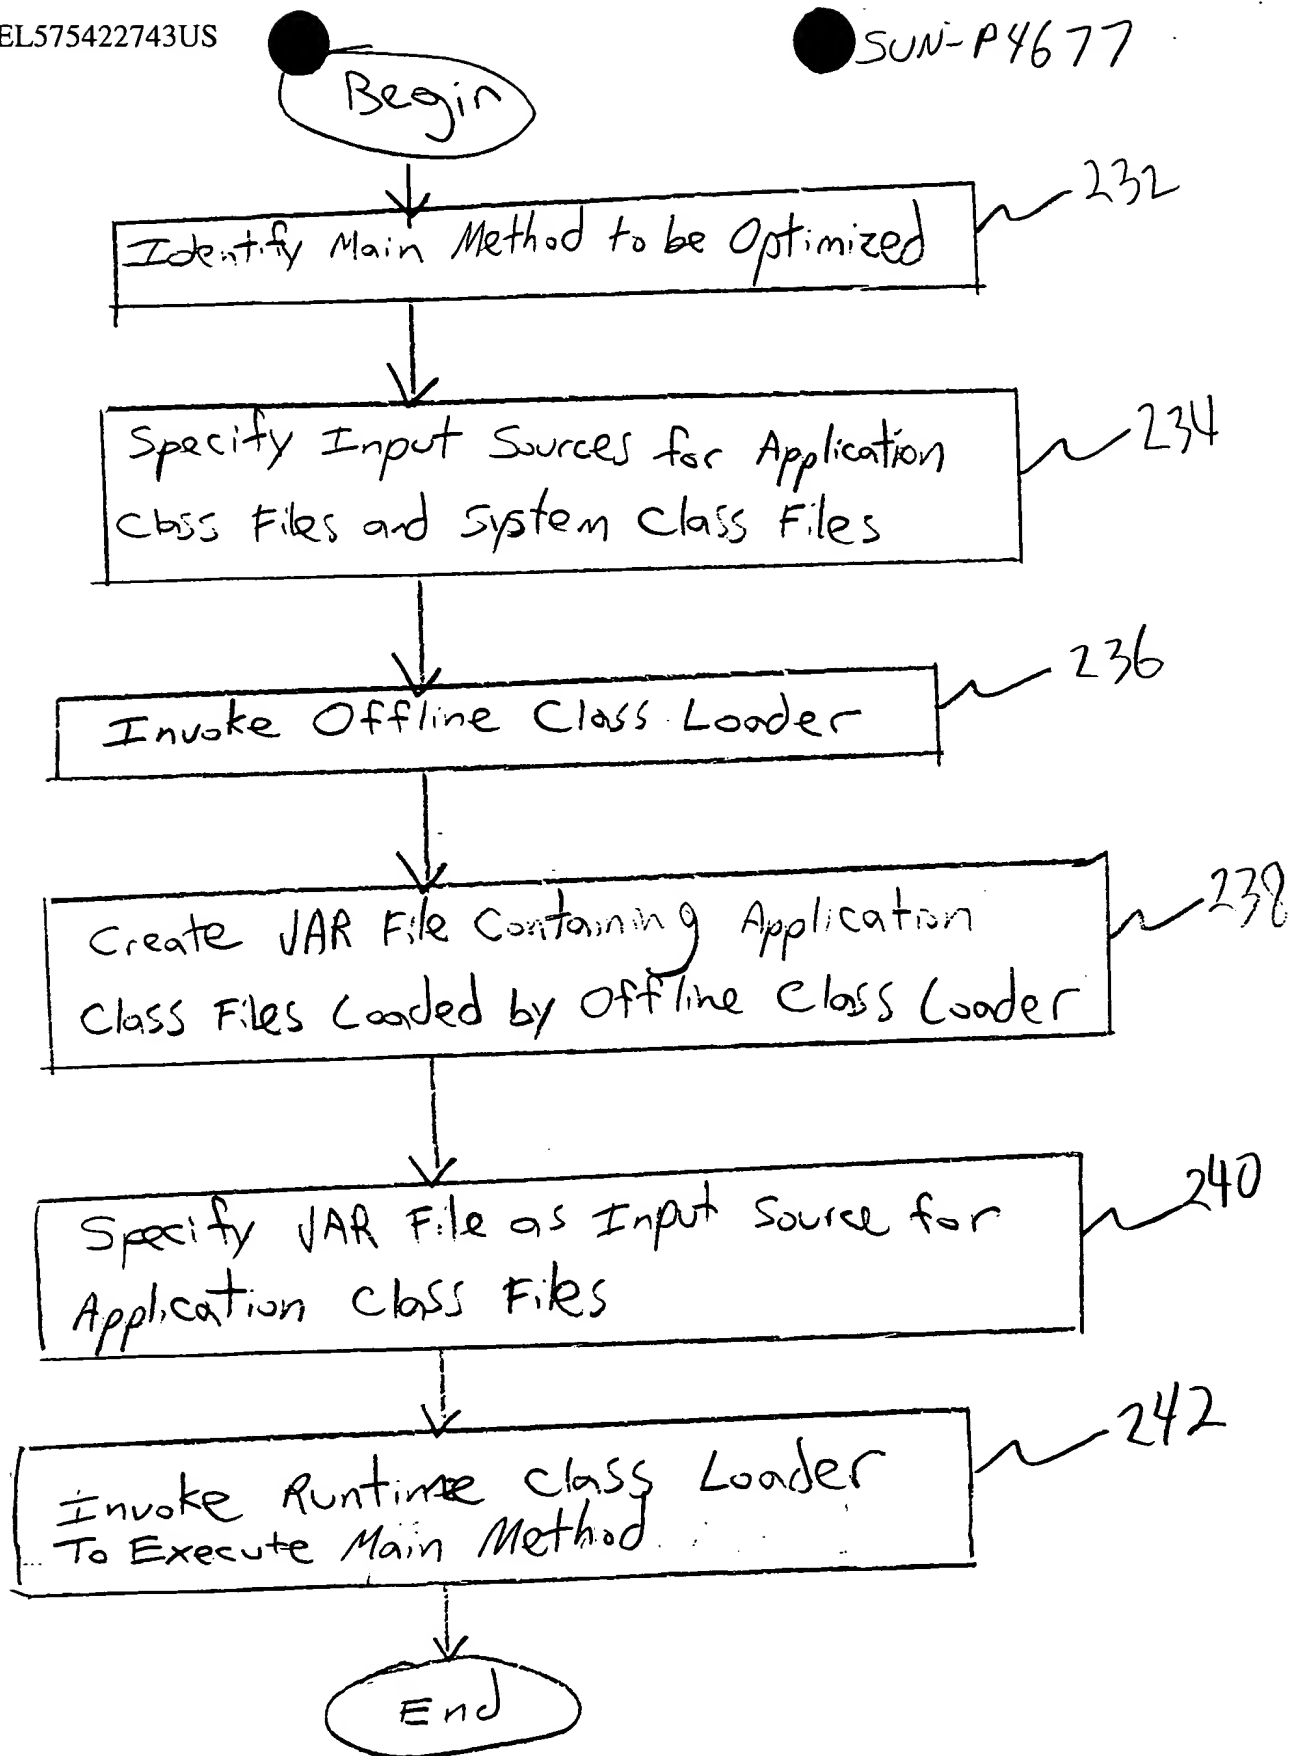 EL575422743US
SUN-P4677
Begin
232
Identify Main Method to be Optimized
234
Specify Input Sources for Application
Class Files and System Class Files
236
Invoke Offline Class Loader
238
Create JAR File Containing Application
Class Files Loaded by Offline Class Loader
240
Specify JAR File as Input Source for
Application Class Files
242
Invoke Runtime Class Loader
To Execute Main Method
End